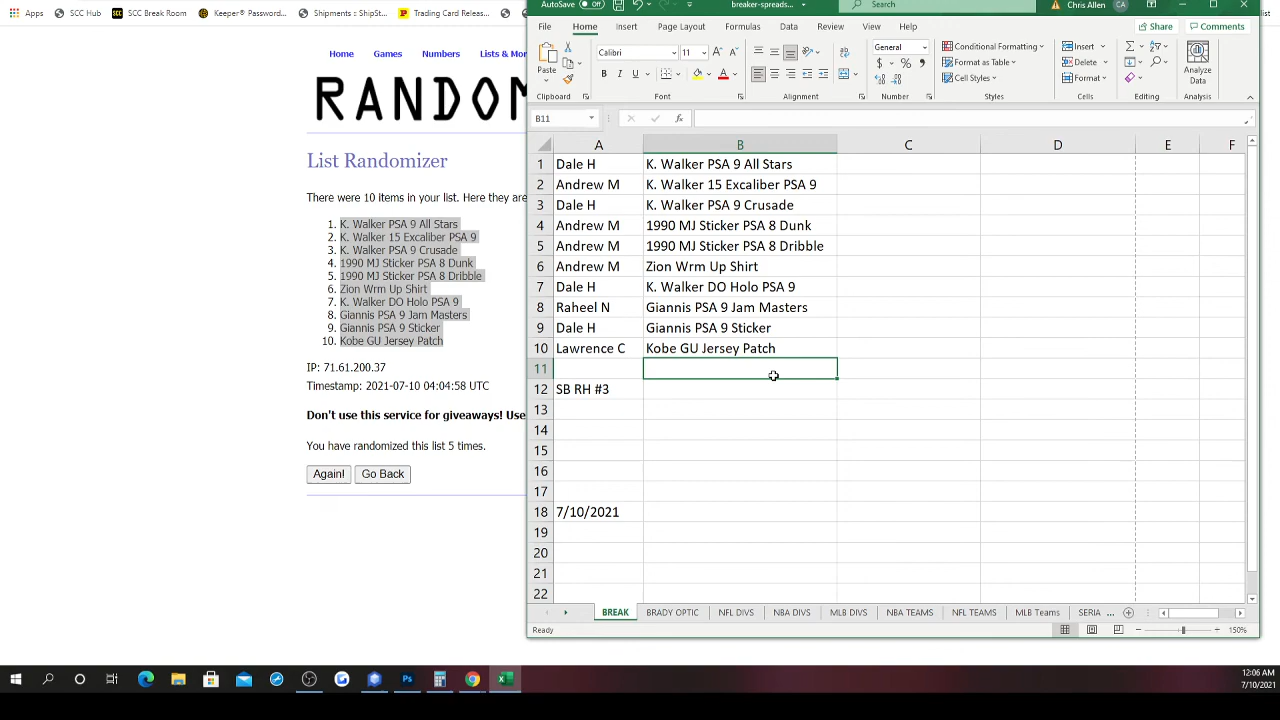 Apps SCC Hub SCC Break Room Keeper® Password... Shipments :: ShipSt... Trading Card Releas...
Home Games Numbers Lists & Mor
RANDOM
List Randomizer
There were 10 items in your list. Here they are
1. K. Walker PSA 9 All Stars
2. K. Walker 15 Excaliber PSA 9
3. K. Walker PSA 9 Crusade
4. 1990 MJ Sticker PSA 8 Dunk
5. 1990 MJ Sticker PSA 8 Dribble
6. Zion Wrm Up Shirt
7. K. Walker DO Holo PSA 9
8. Giannis PSA 9 Jam Masters
9. Giannis PSA 9 Sticker
10. Kobe GU Jersey Patch
IP: 71.61.200.37
Timestamp: 2021-07-10 04:04:58 UTC
Don't use this service for giveaways! Use
You have randomized this list 5 times.
Again! Go Back
AutoSave Off breaker-spreads... Search Chris Allen CA
File Home Insert Page Layout Formulas Data Review View Help Share Comments
Paste Calibri 11 General Conditional Formatting Insert Analyze Data
Format as Table Delete
Cell Styles Format
Clipboard Font Alignment Number Styles Cells Editing Analysis
B11
A B C D E F
1 Dale H K. Walker PSA 9 All Stars
2 Andrew M K. Walker 15 Excaliber PSA 9
3 Dale H K. Walker PSA 9 Crusade
4 Andrew M 1990 MJ Sticker PSA 8 Dunk
5 Andrew M 1990 MJ Sticker PSA 8 Dribble
6 Andrew M Zion Wrm Up Shirt
7 Dale H K. Walker DO Holo PSA 9
8 Raheel N Giannis PSA 9 Jam Masters
9 Dale H Giannis PSA 9 Sticker
10 Lawrence C Kobe GU Jersey Patch
11
12 SB RH #3
13
14
15
16
17
18 7/10/2021
19
20
21
22
BREAK BRADY OPTIC NFL DIVS NBA DIVS MLB DIVS NBA TEAMS NFL TEAMS MLB Teams SERIA ...
Ready 150%
12:06 AM
7/10/2021